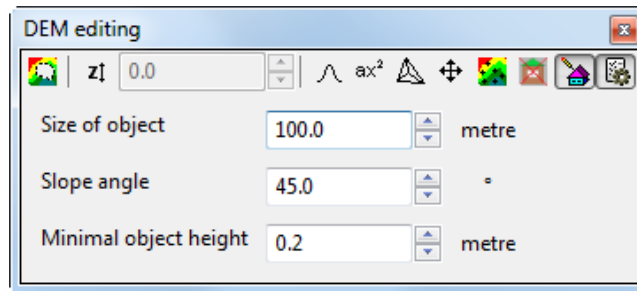 DEM editing
z↕ 0.0 ax²
Size of object 100.0 metre
Slope angle 45.0 °
Minimal object height 0.2 metre